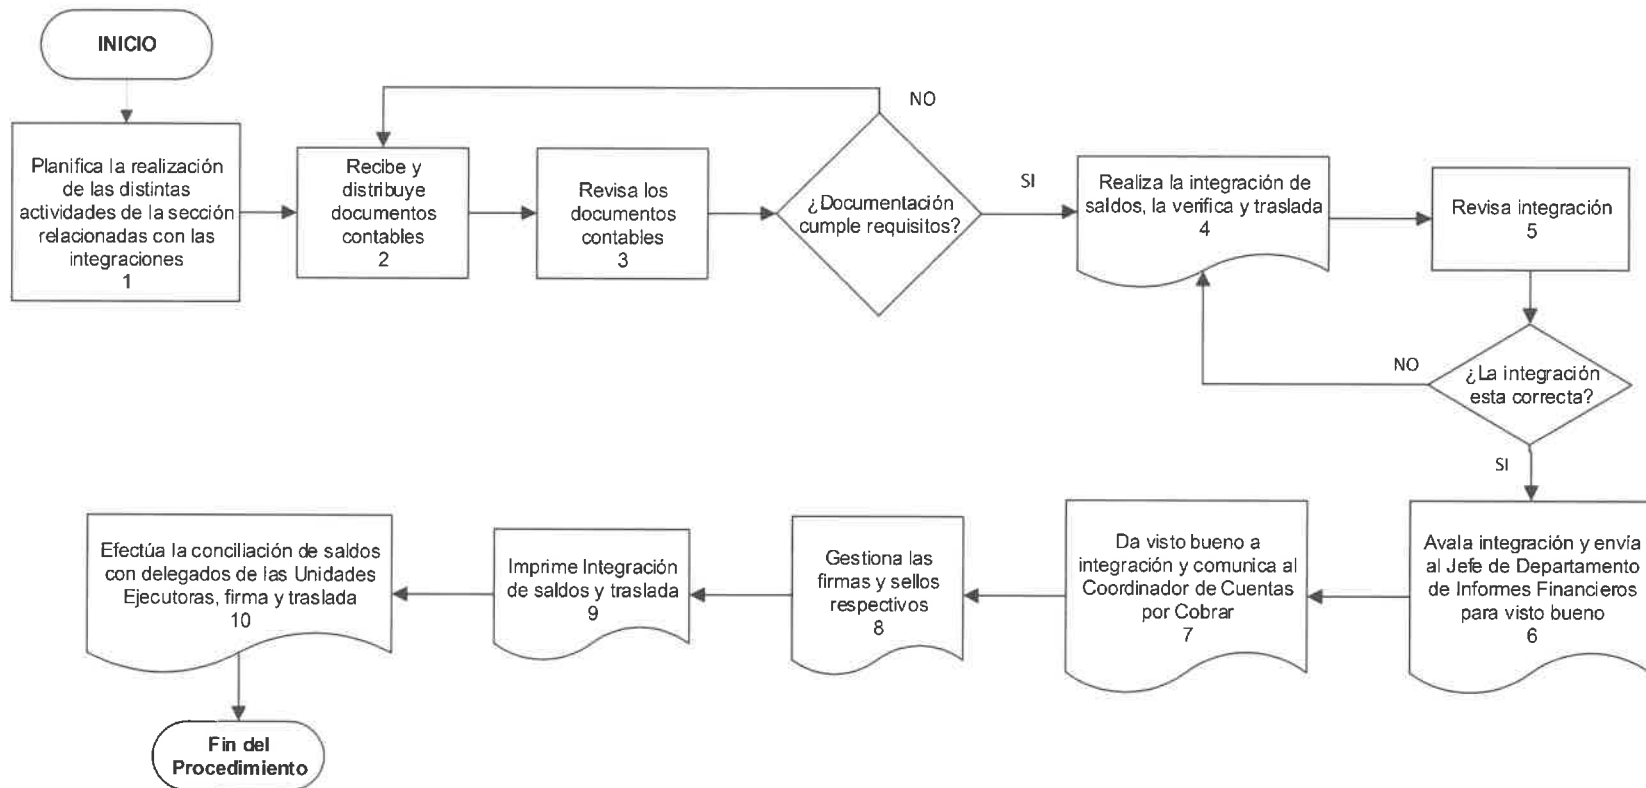 INICIO
Planifica la realización
de las distintas
actividades de la sección
relacionadas con las
integraciones
1
Recibe y
distribuye
documentos
contables
2
Revisa los
documentos
contables
3
NO
¿Documentación
cumple requisitos?
SI
Realiza la integración de
saldos, la verifica y traslada
4
Revisa integración
5
NO
¿La integración
esta correcta?
SI
Avala integración y envía
al Jefe de Departamento
de Informes Financieros
para visto bueno
6
Da visto bueno a
integración y comunica al
Coordinador de Cuentas
por Cobrar
7
Gestiona las
firmas y sellos
respectivos
8
Imprime Integración
de saldos y traslada
9
Efectúa la conciliación de saldos
con delegados de las Unidades
Ejecutoras, firma y traslada
10
Fin del
Procedimiento